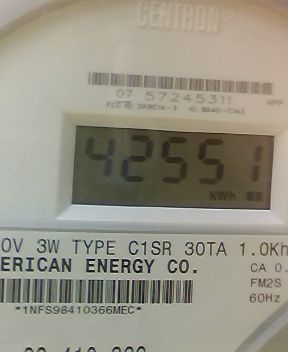 CENTRON
07 57245311
42551
kWh
0V 3W TYPE C1SR 30TA 1.0Kh
ERICAN ENERGY CO.
CA 0.
FM2S
60Hz
*1NFS98410366MEC*